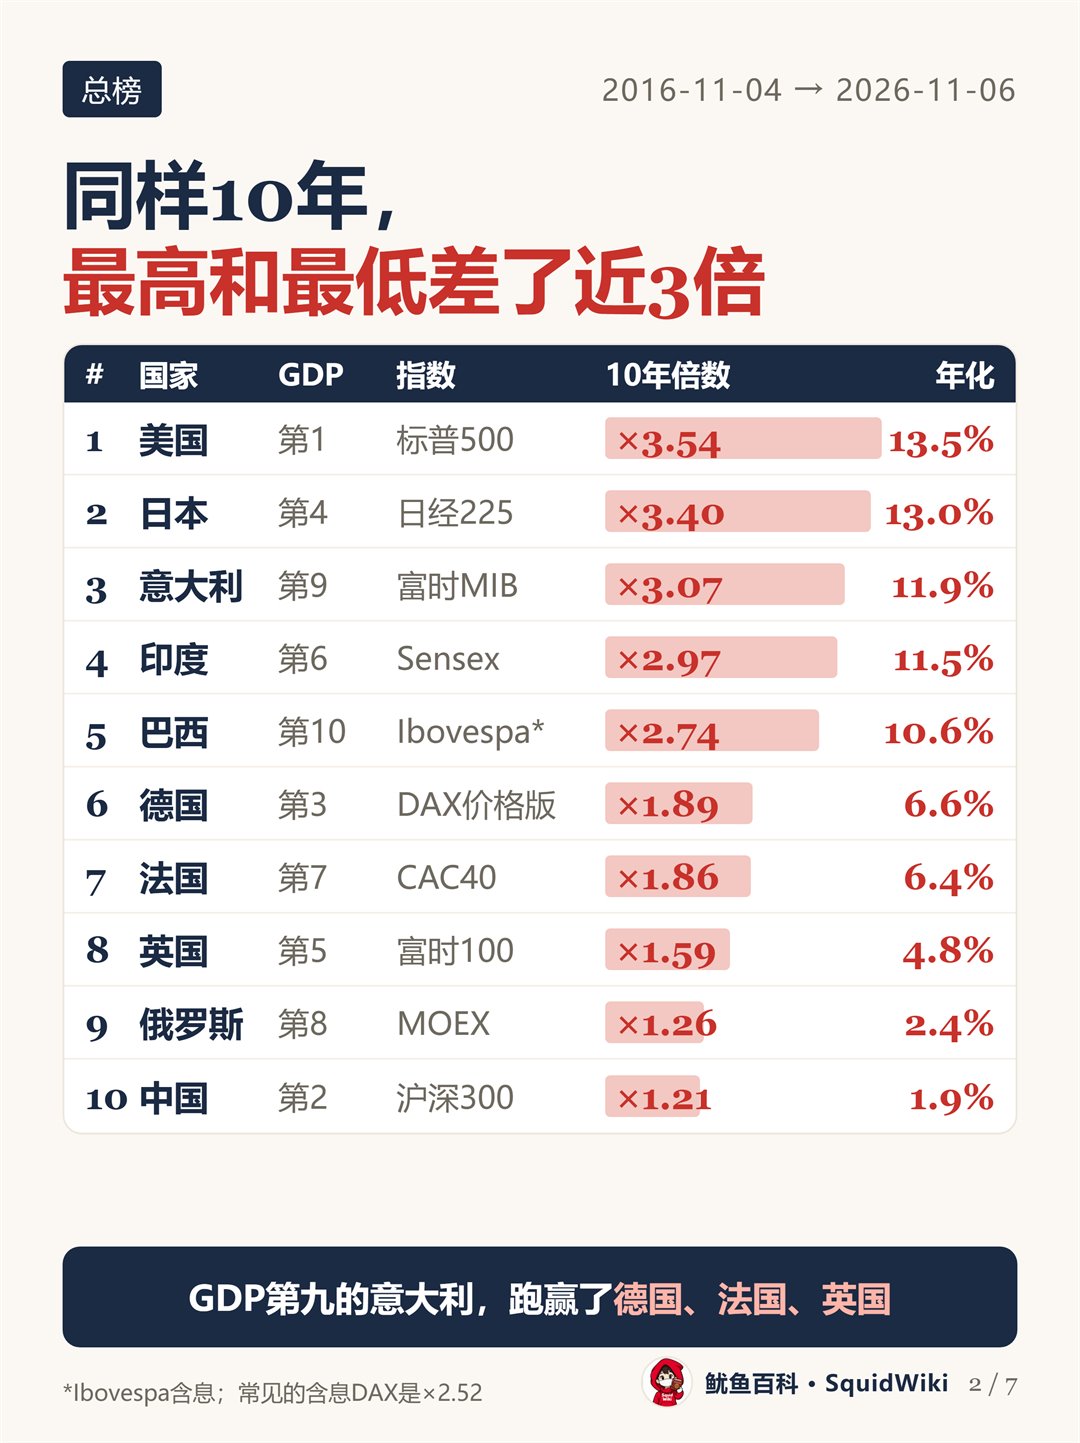 总榜
2016-11-04 → 2026-11-06
同样10年，
最高和最低差了近3倍
# 国家 GDP 指数 10年倍数 年化
1 美国 第1 标普500 ×3.54 13.5%
2 日本 第4 日经225 ×3.40 13.0%
3 意大利 第9 富时MIB ×3.07 11.9%
4 印度 第6 Sensex ×2.97 11.5%
5 巴西 第10 Ibovespa* ×2.74 10.6%
6 德国 第3 DAX价格版 ×1.89 6.6%
7 法国 第7 CAC40 ×1.86 6.4%
8 英国 第5 富时100 ×1.59 4.8%
9 俄罗斯 第8 MOEX ×1.26 2.4%
10 中国 第2 沪深300 ×1.21 1.9%
GDP第九的意大利，跑赢了德国、法国、英国
*Ibovespa含息；常见的含息DAX是×2.52
鱿鱼百科・SquidWiki 2 / 7